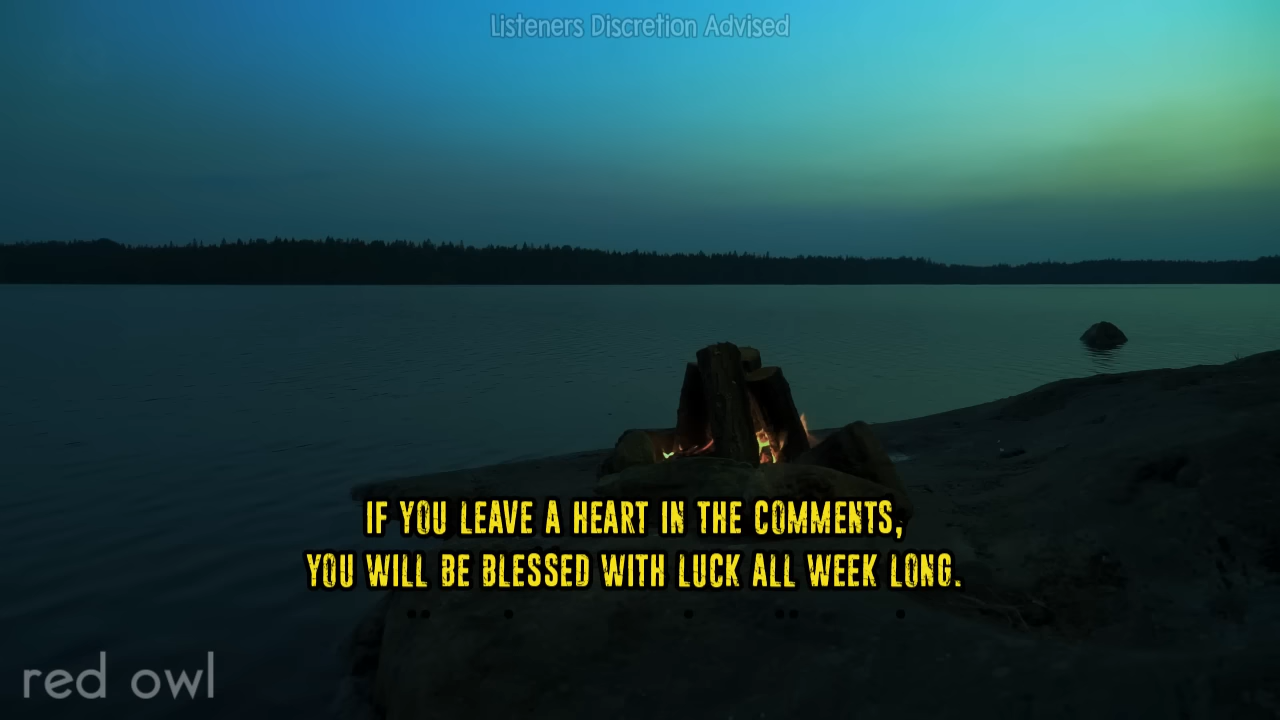 Listeners Discretion Advised
IF YOU LEAVE A HEART IN THE COMMENTS,
YOU WILL BE BLESSED WITH LUCK ALL WEEK LONG.
red owl